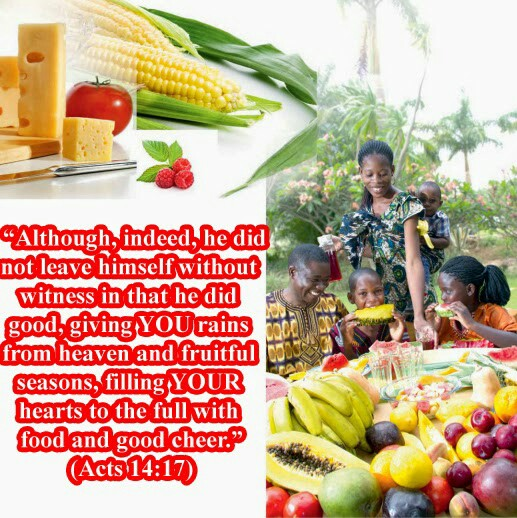 “Although, indeed, he did
not leave himself without
witness in that he did
good, giving YOU rains
from heaven and fruitful
seasons, filling YOUR
hearts to the full with
food and good cheer.”
(Acts 14:17)